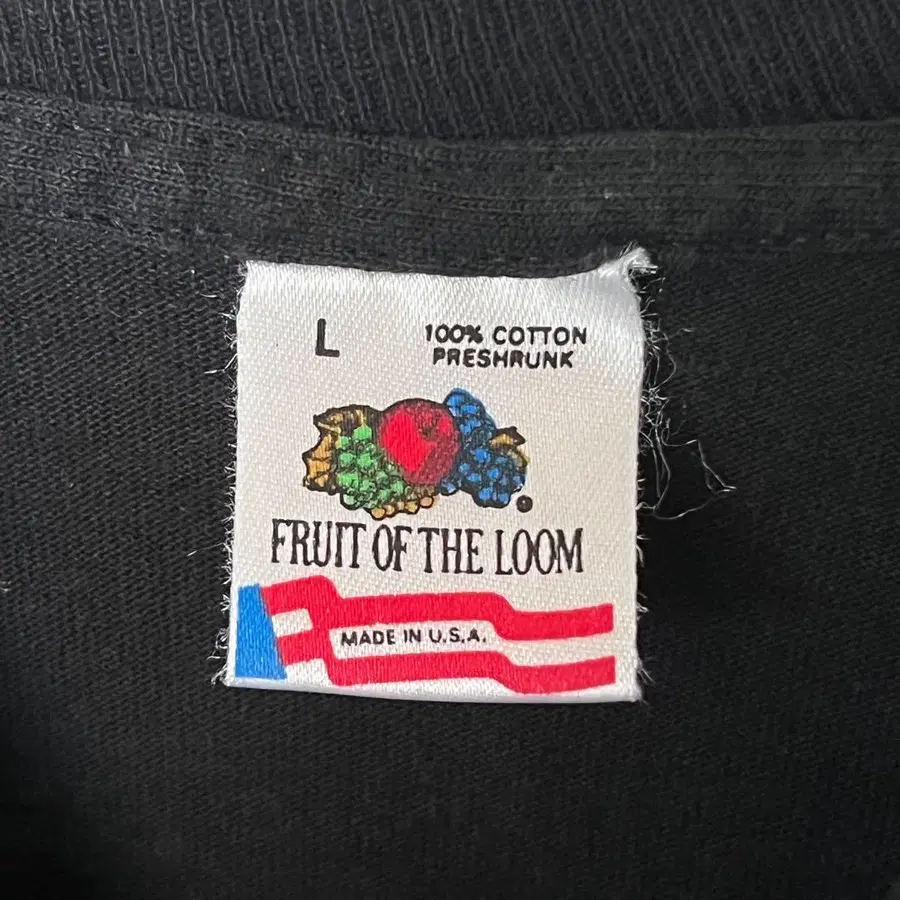 L
100% COTTON
PRESHRUNK
FRUIT OF THE LOOM
MADE IN U.S.A.